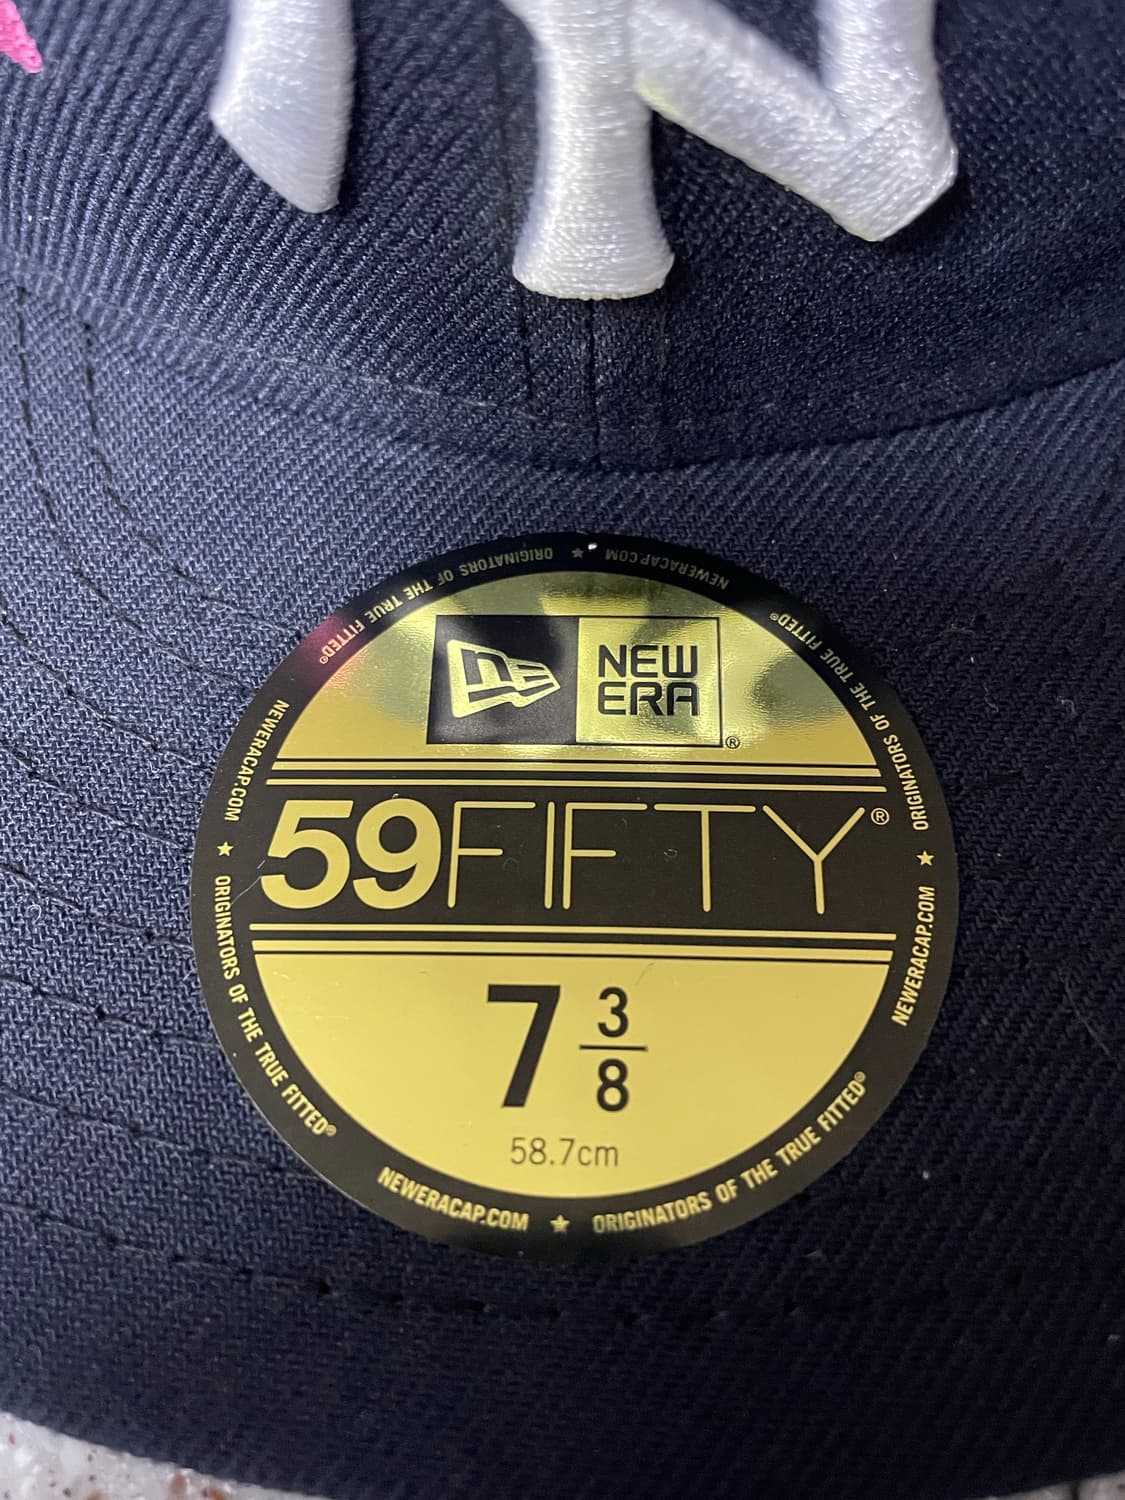 NY
NEW
ERA
®
59FIFTY®
7 3/8
58.7cm
ORIGINATORS OF THE TRUE FITTED®
NEWERACAP.COM
★
ORIGINATORS OF THE TRUE FITTED®
NEWERACAP.COM
★
ORIGINATORS OF THE TRUE FITTED®
NEWERACAP.COM
★
ORIGINATORS OF THE TRUE FITTED®
NEWERACAP.COM
★